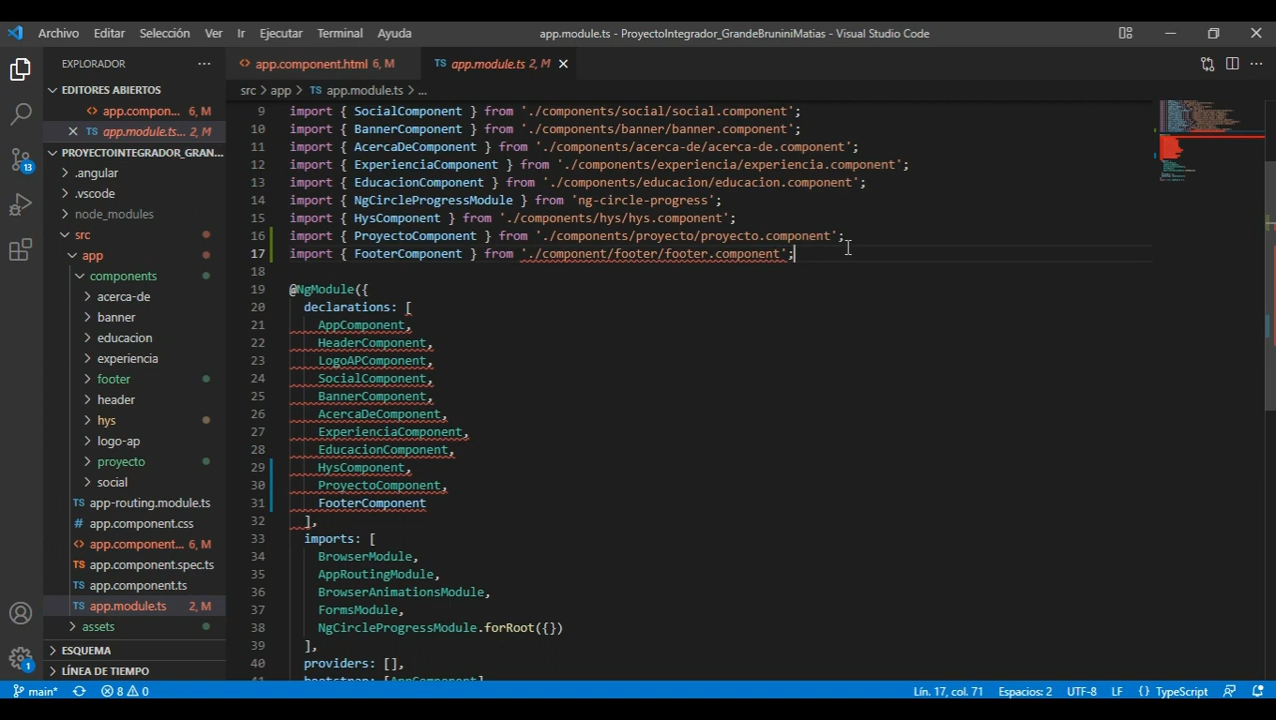 Archivo Editar Selección Ver Ir Ejecutar Terminal Ayuda app.module.ts - ProyectoIntegrador_GrandeBruniniMatias - Visual Studio Code
EXPLORADOR ···
app.component.html 6, M
TS app.module.ts 2, M
src > app > TS app.module.ts > ...
EDITORES ABIERTOS
app.compon... 6, M
TS app.module.ts... 2, M
PROYECTOINTEGRADOR_GRAN...
.angular
.vscode
node_modules
src
app
components
acerca-de
banner
educacion
experiencia
footer
header
hys
logo-ap
proyecto
social
TS app-routing.module.ts
# app.component.css
app.component... 6, M
app.component.spec.ts
TS app.component.ts
TS app.module.ts 2, M
assets
ESQUEMA
LÍNEA DE TIEMPO
13
1
9 import { SocialComponent } from './components/social/social.component';
10 import { BannerComponent } from './components/banner/banner.component';
11 import { AcercaDeComponent } from './components/acerca-de/acerca-de.component';
12 import { ExperienciaComponent } from './components/experiencia/experiencia.component';
13 import { EducacionComponent } from './components/educacion/educacion.component';
14 import { NgCircleProgressModule } from 'ng-circle-progress';
15 import { HysComponent } from './components/hys/hys.component';
16 import { ProyectoComponent } from './components/proyecto/proyecto.component';
17 import { FooterComponent } from './component/footer/footer.component';
18
19 @NgModule({
20 declarations: [
21 AppComponent,
22 HeaderComponent,
23 LogoAPComponent,
24 SocialComponent,
25 BannerComponent,
26 AcercaDeComponent,
27 ExperienciaComponent,
28 EducacionComponent,
29 HysComponent,
30 ProyectoComponent,
31 FooterComponent
32 ],
33 imports: [
34 BrowserModule,
35 AppRoutingModule,
36 BrowserAnimationsModule,
37 FormsModule,
38 NgCircleProgressModule.forRoot({})
39 ],
40 providers: [],
41 bootstrap: [AppComponent]
main* 8 0 Lín. 17, col. 71 Espacios: 2 UTF-8 LF {} TypeScript